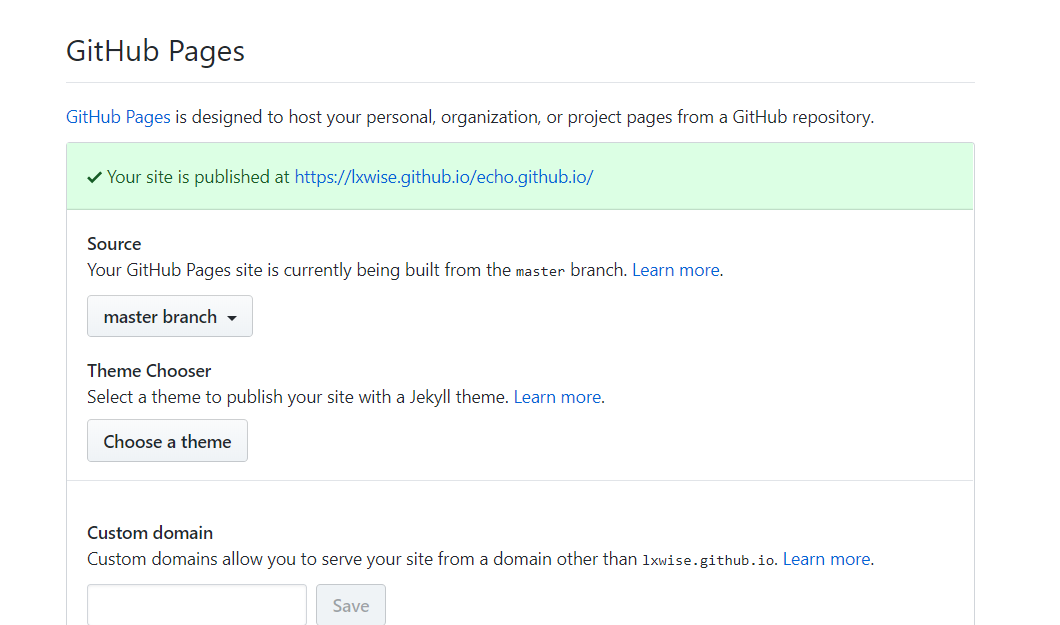 GitHub Pages
GitHub Pages is designed to host your personal, organization, or project pages from a GitHub repository.
Your site is published at https://lxwise.github.io/echo.github.io/
Source
Your GitHub Pages site is currently being built from the master branch. Learn more.
master branch
Theme Chooser
Select a theme to publish your site with a Jekyll theme. Learn more.
Choose a theme
Custom domain
Custom domains allow you to serve your site from a domain other than lxwise.github.io. Learn more.
Save